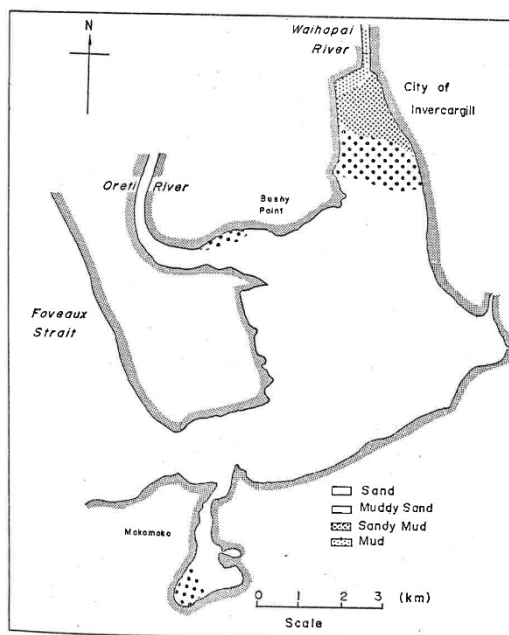 N
Waihopai
River
City of
Invercargill
Oreti River
Bushy
Point
Foveaux
Strait
Mokomoko
Sand
Muddy Sand
Sandy Mud
Mud
0 1 2 3 (km)
Scale